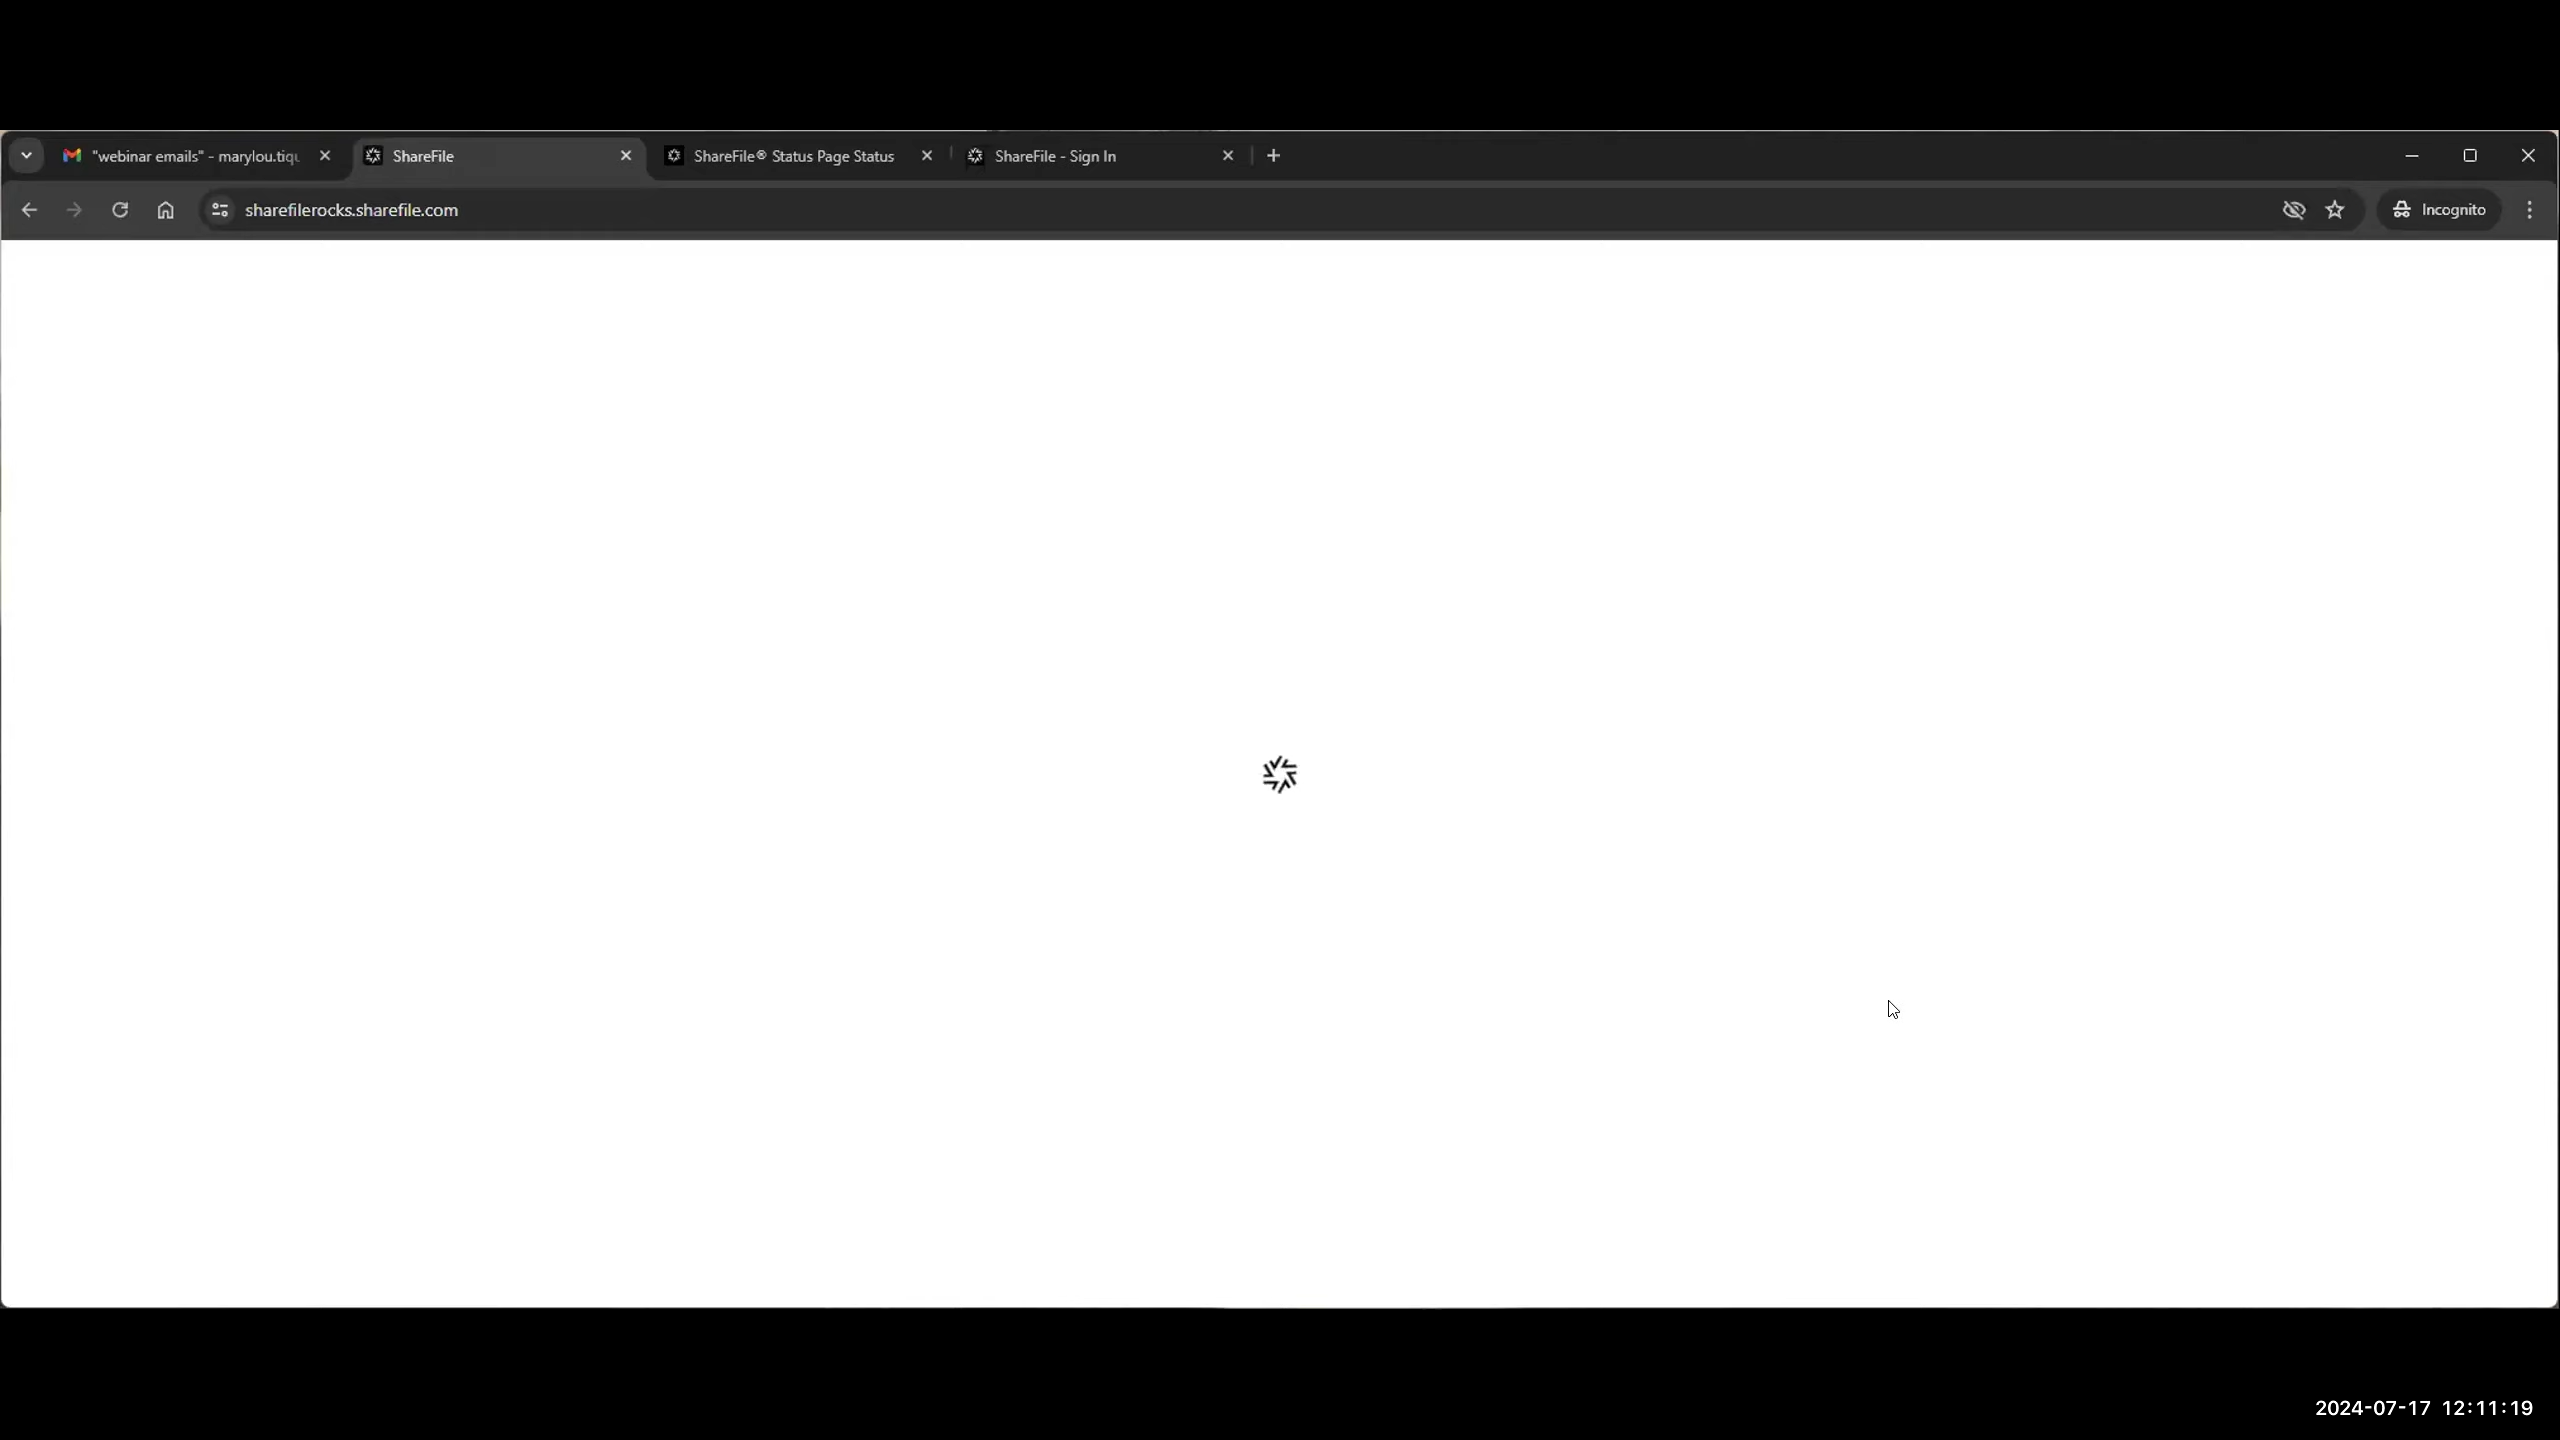 "webinar emails" - marylou.tiqu
ShareFile
ShareFile® Status Page Status
ShareFile - Sign In
sharefilerocks.sharefile.com
Incognito
2024-07-17 12:11:19